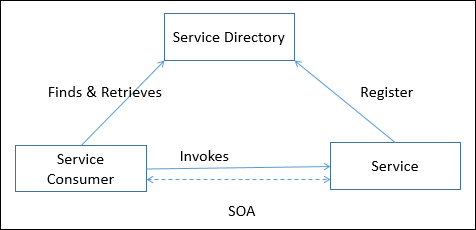 Service Directory
Finds & Retrieves
Register
Service
Consumer
Invokes
Service
SOA